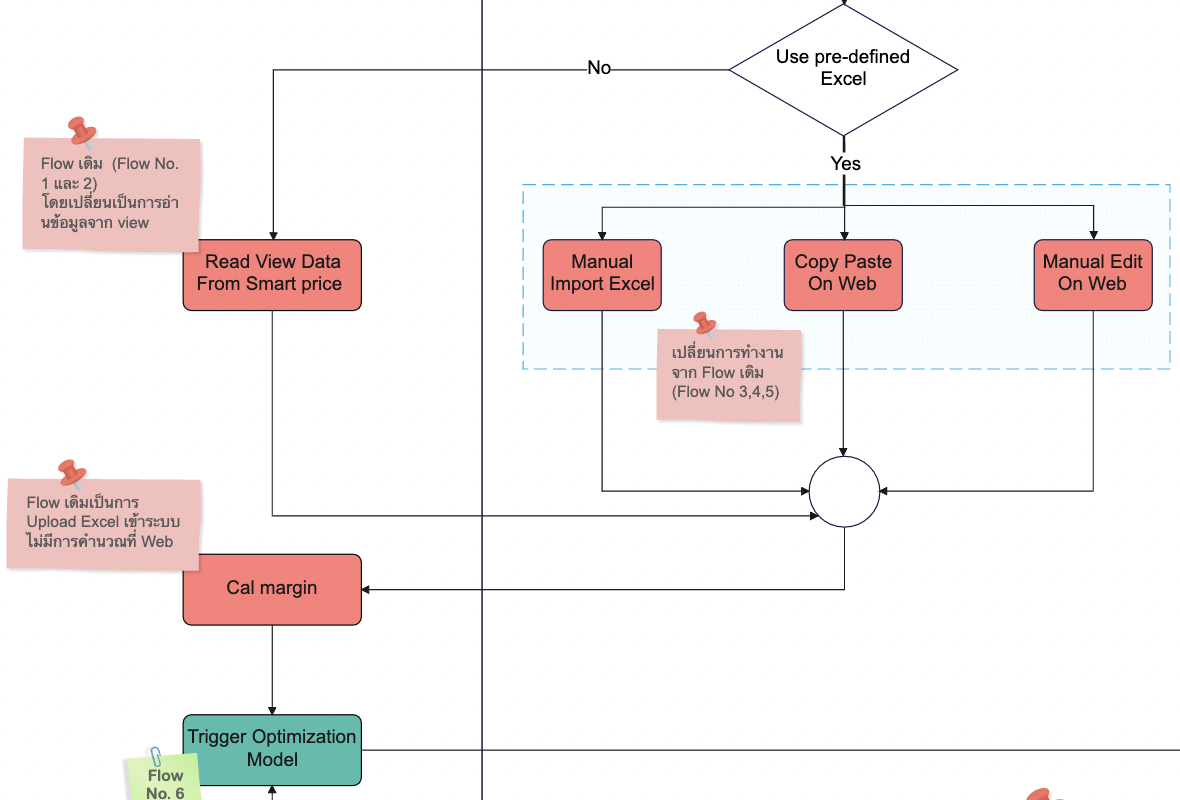 Use pre-defined
Excel
No
Yes
Flow เดิม (Flow No.
1 และ 2)
โดยเปลี่ยนเป็นการอ่า
นข้อมูลจาก view
Read View Data
From Smart price
Manual
Import Excel
Copy Paste
On Web
Manual Edit
On Web
เปลี่ยนการทำงาน
จาก Flow เดิม
(Flow No 3,4,5)
Flow เดิมเป็นการ
Upload Excel เข้าระบบ
ไม่มีการคำนวณที่ Web
Cal margin
Trigger Optimization
Model
Flow
No. 6